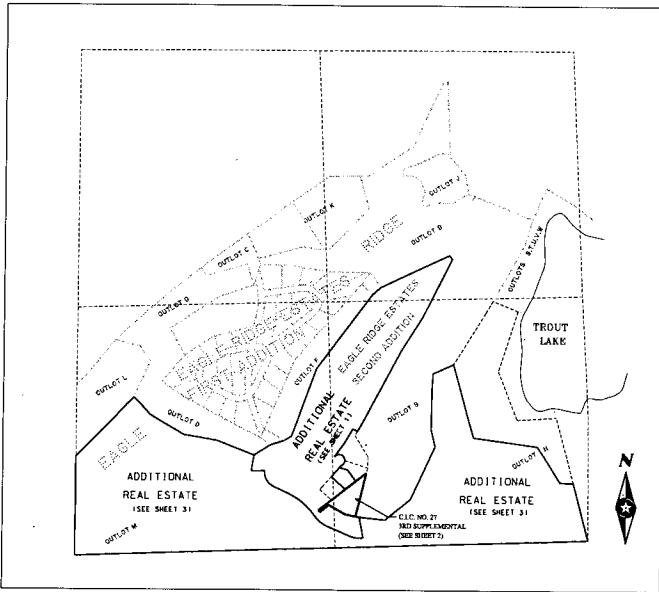 OUTLOT J
OUTLOT K
RIDGE
OUTLOT B
OUTLOTS S,T,U,V,W
OUTLOT C
OUTLOT G
EAGLE RIDGE ESTATES
FIRST ADDITION
EAGLE RIDGE ESTATES
SECOND ADDITION
TROUT
LAKE
OUTLOT F
OUTLOT L
OUTLOT D
EAGLE
ADDITIONAL
REAL ESTATE
(SEE SHEET 1)
OUTLOT 9
N
OUTLOT H
ADDITIONAL
REAL ESTATE
(SEE SHEET 3)
ADDITIONAL
REAL ESTATE
(SEE SHEET 3)
C.I.C. NO. 27
3RD SUPPLEMENTAL
(SEE SHEET 2)
OUTLOT M